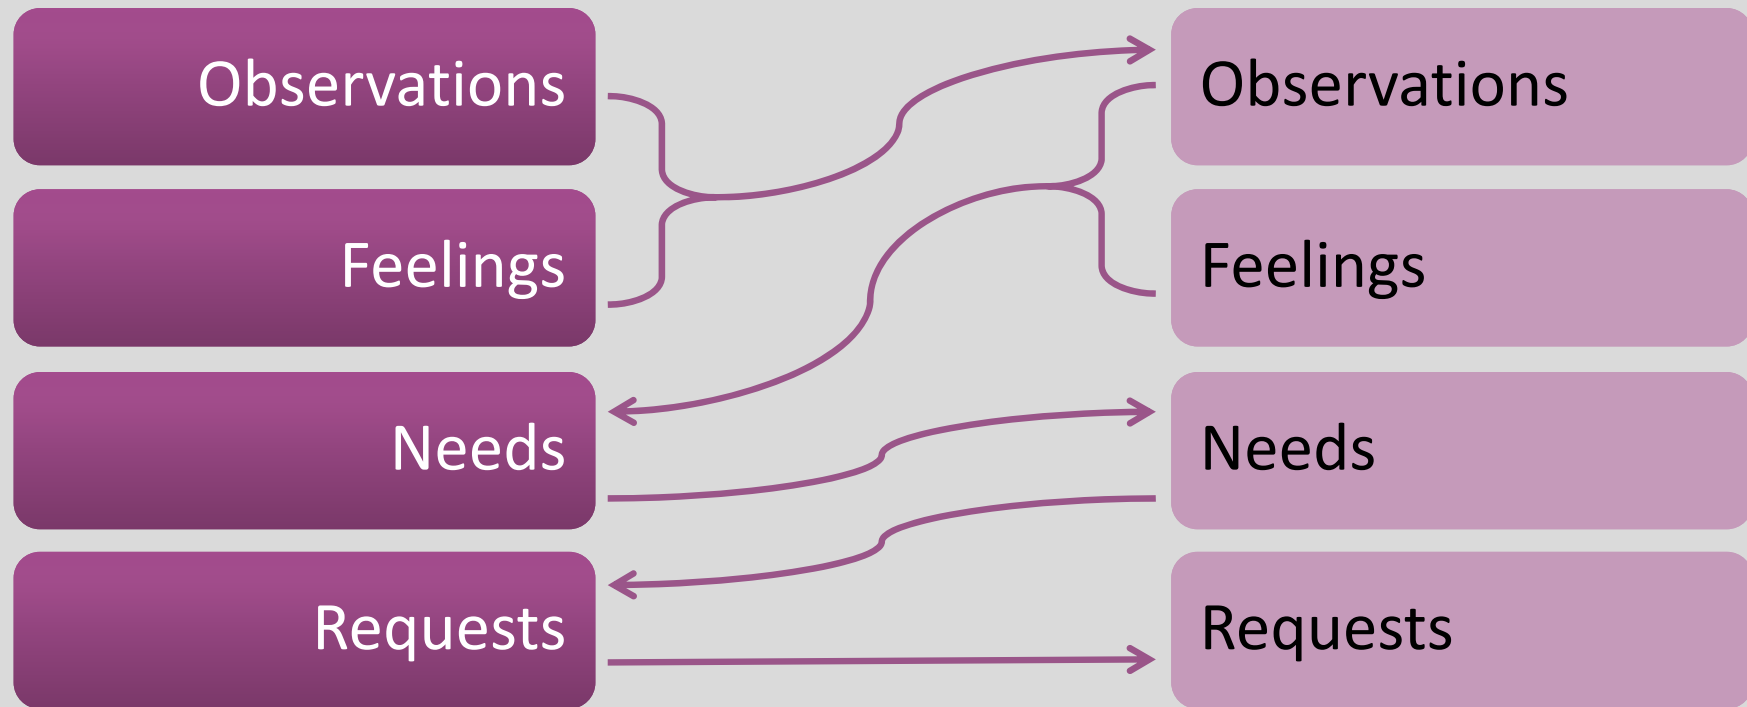 Observations
Feelings
Needs
Requests
Observations
Feelings
Needs
Requests